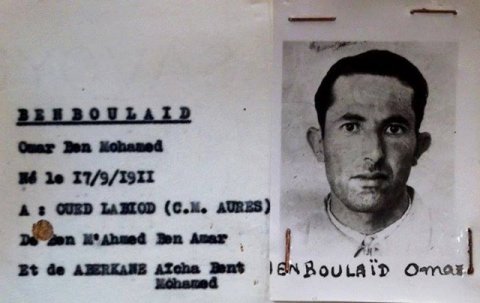 BENBOULAID
Omar Ben Mohamed
Né le 17/9/1911
A : OUED LABIOD (C.M. AURES)
De Ben M'Ahmed Ben Amar
Et de ABERKANE Aïcha Bent
Mohamed
BENBOULAÏD Omar